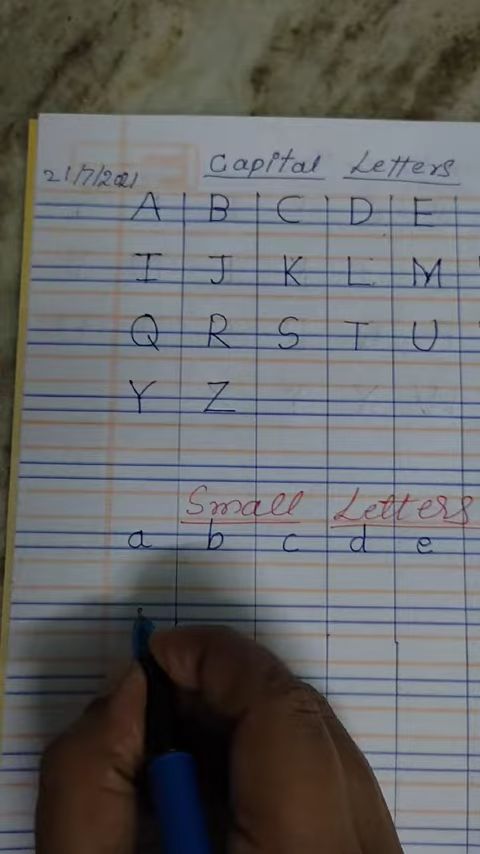 21/7/2021 Capital Letters
A B C D E
I J K L M
Q R S T U
Y Z
Small Letters
a b c d e